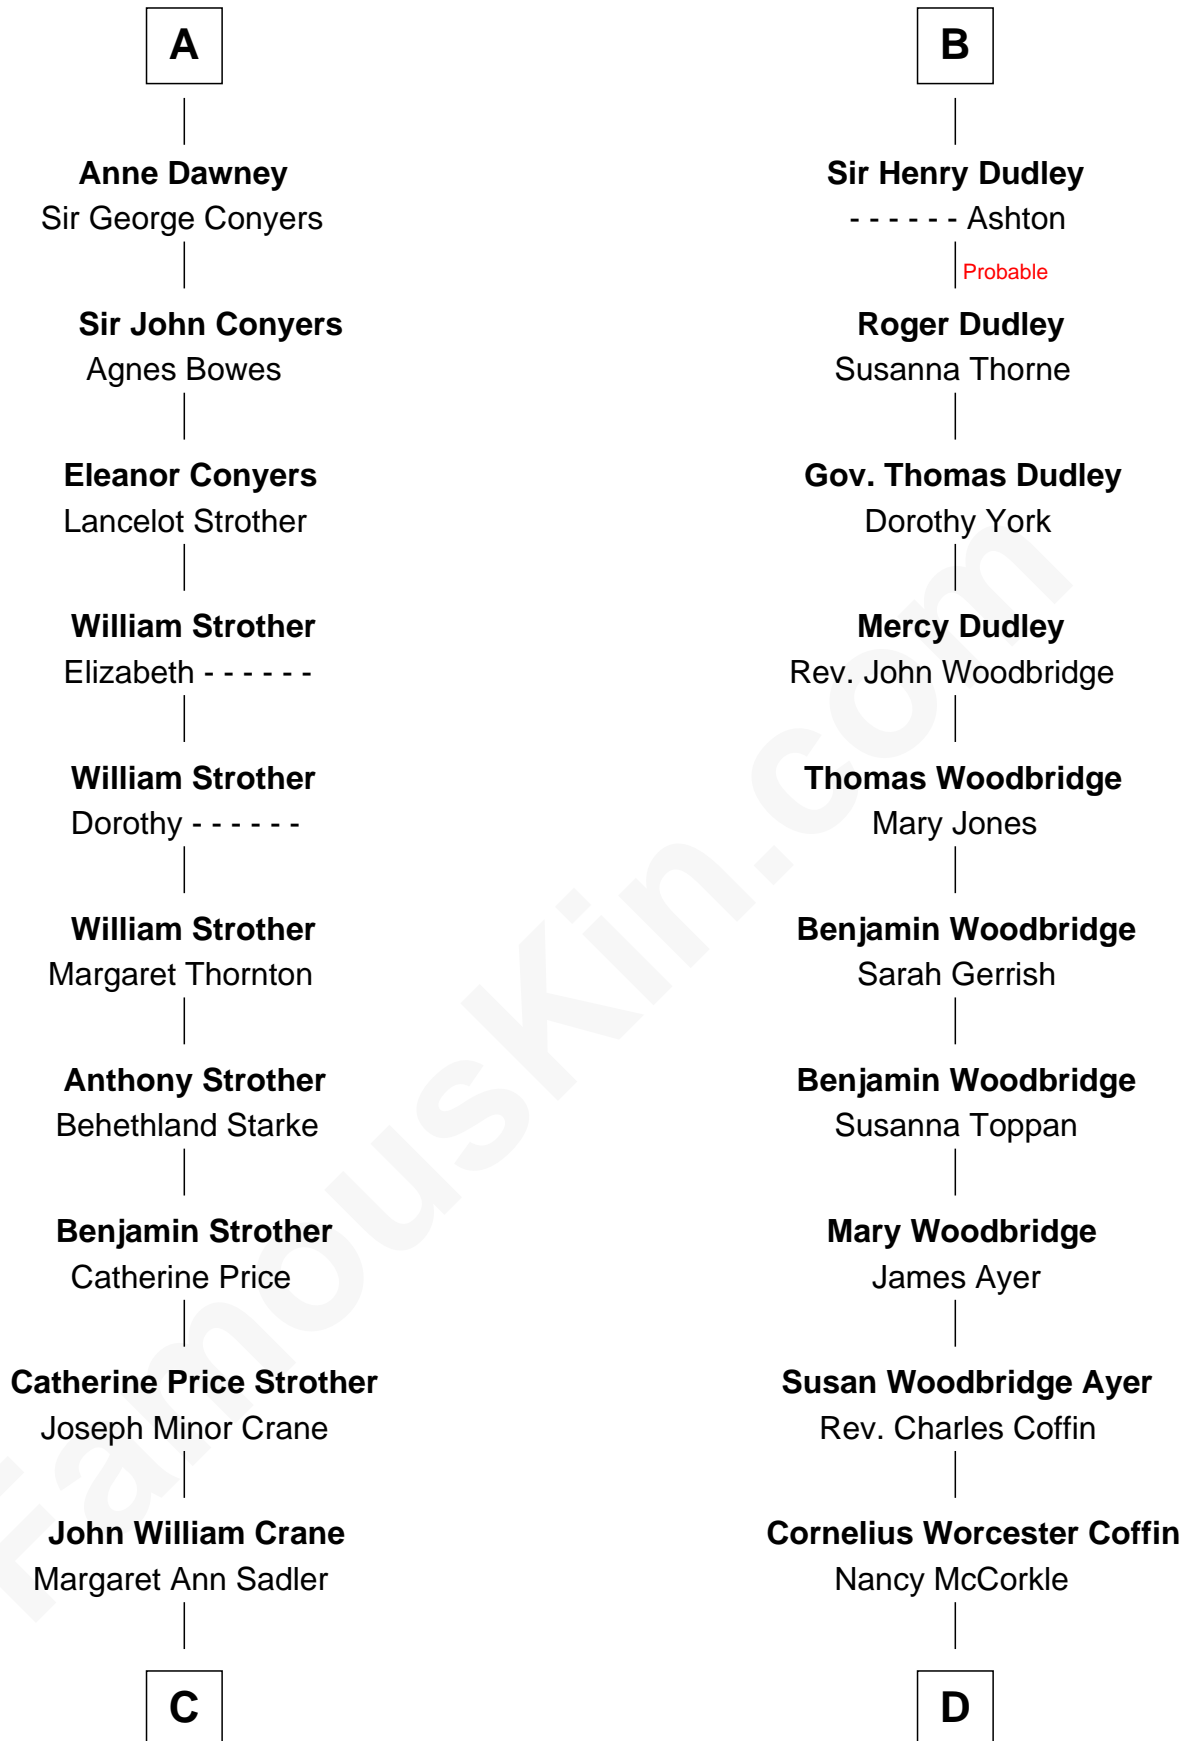 A
Anne Dawney
Sir George Conyers
Sir John Conyers
Agnes Bowes
Eleanor Conyers
Lancelot Strother
William Strother
Elizabeth - - - - - -
William Strother
Dorothy - - - - - -
William Strother
Margaret Thornton
Anthony Strother
Behethland Starke
Benjamin Strother
Catherine Price
Catherine Price Strother
Joseph Minor Crane
John William Crane
Margaret Ann Sadler
C
B
Sir Henry Dudley
- - - - - - Ashton
Probable
Roger Dudley
Susanna Thorne
Gov. Thomas Dudley
Dorothy York
Mercy Dudley
Rev. John Woodbridge
Thomas Woodbridge
Mary Jones
Benjamin Woodbridge
Sarah Gerrish
Benjamin Woodbridge
Susanna Toppan
Mary Woodbridge
James Ayer
Susan Woodbridge Ayer
Rev. Charles Coffin
Cornelius Worcester Coffin
Nancy McCorkle
D
FamousKin.com